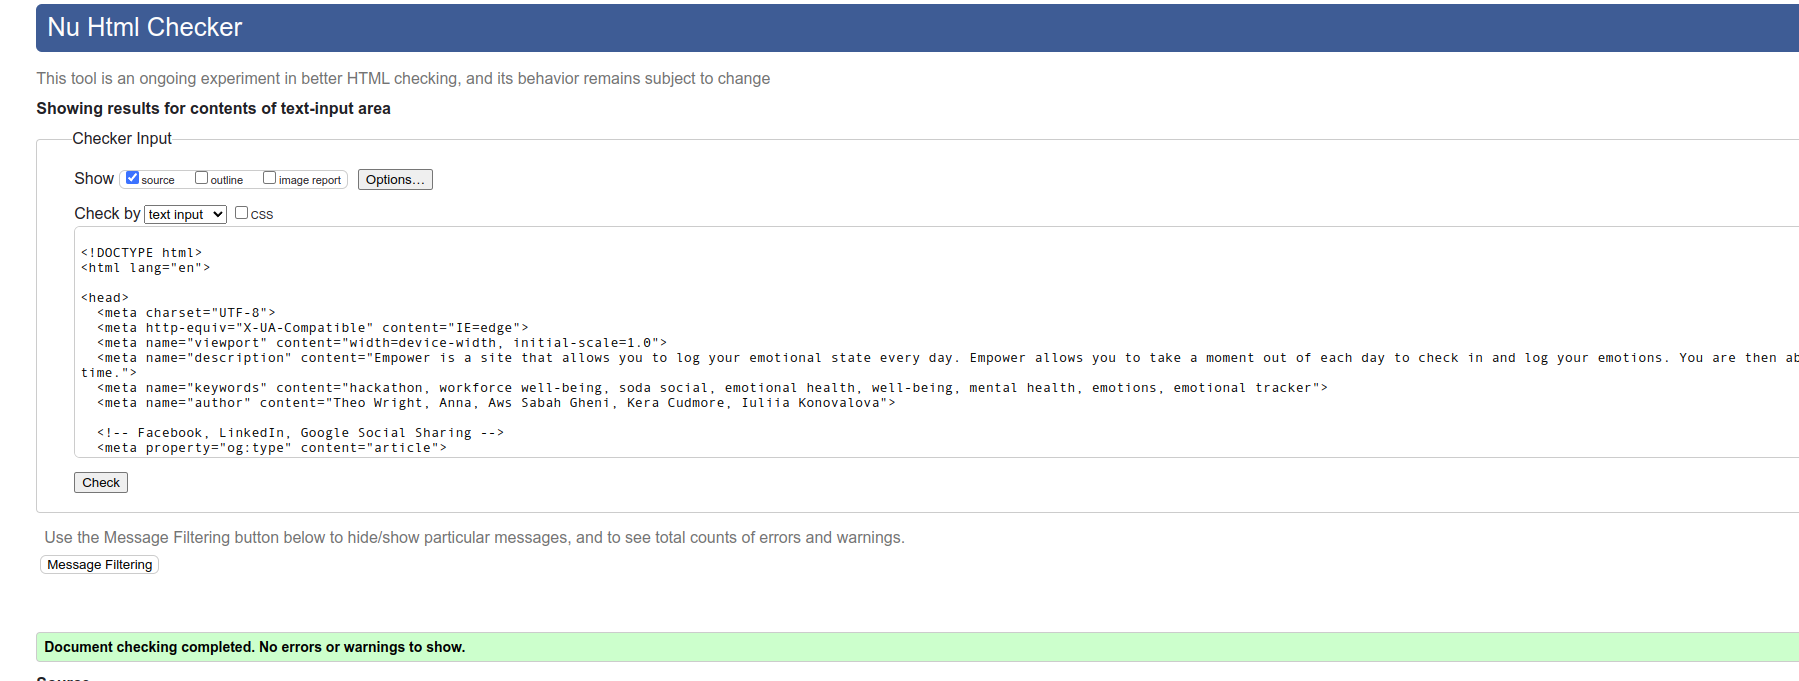 Nu Html Checker
This tool is an ongoing experiment in better HTML checking, and its behavior remains subject to change
Showing results for contents of text-input area
Checker Input
Show source outline image report Options...
Check by text input CSS
<!DOCTYPE html>
<html lang="en">
<head>
<meta charset="UTF-8">
<meta http-equiv="X-UA-Compatible" content="IE=edge">
<meta name="viewport" content="width=device-width, initial-scale=1.0">
<meta name="description" content="Empower is a site that allows you to log your emotional state every day. Empower allows you to take a moment out of each day to check in and log your emotions. You are then ab
time.">
<meta name="keywords" content="hackathon, workforce well-being, soda social, emotional health, well-being, mental health, emotions, emotional tracker">
<meta name="author" content="Theo Wright, Anna, Aws Sabah Gheni, Kera Cudmore, Iuliia Konovalova">
<!-- Facebook, LinkedIn, Google Social Sharing -->
<meta property="og:type" content="article">
Check
Use the Message Filtering button below to hide/show particular messages, and to see total counts of errors and warnings.
Message Filtering
Document checking completed. No errors or warnings to show.